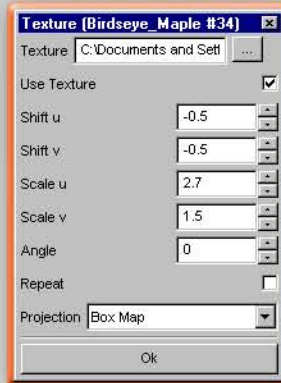 Texture (Birdseye_Maple #34)
Texture C:\Documents and Sett ...
Use Texture
Shift u -0.5
Shift v -0.5
Scale u 2.7
Scale v 1.5
Angle 0
Repeat
Projection Box Map
Ok